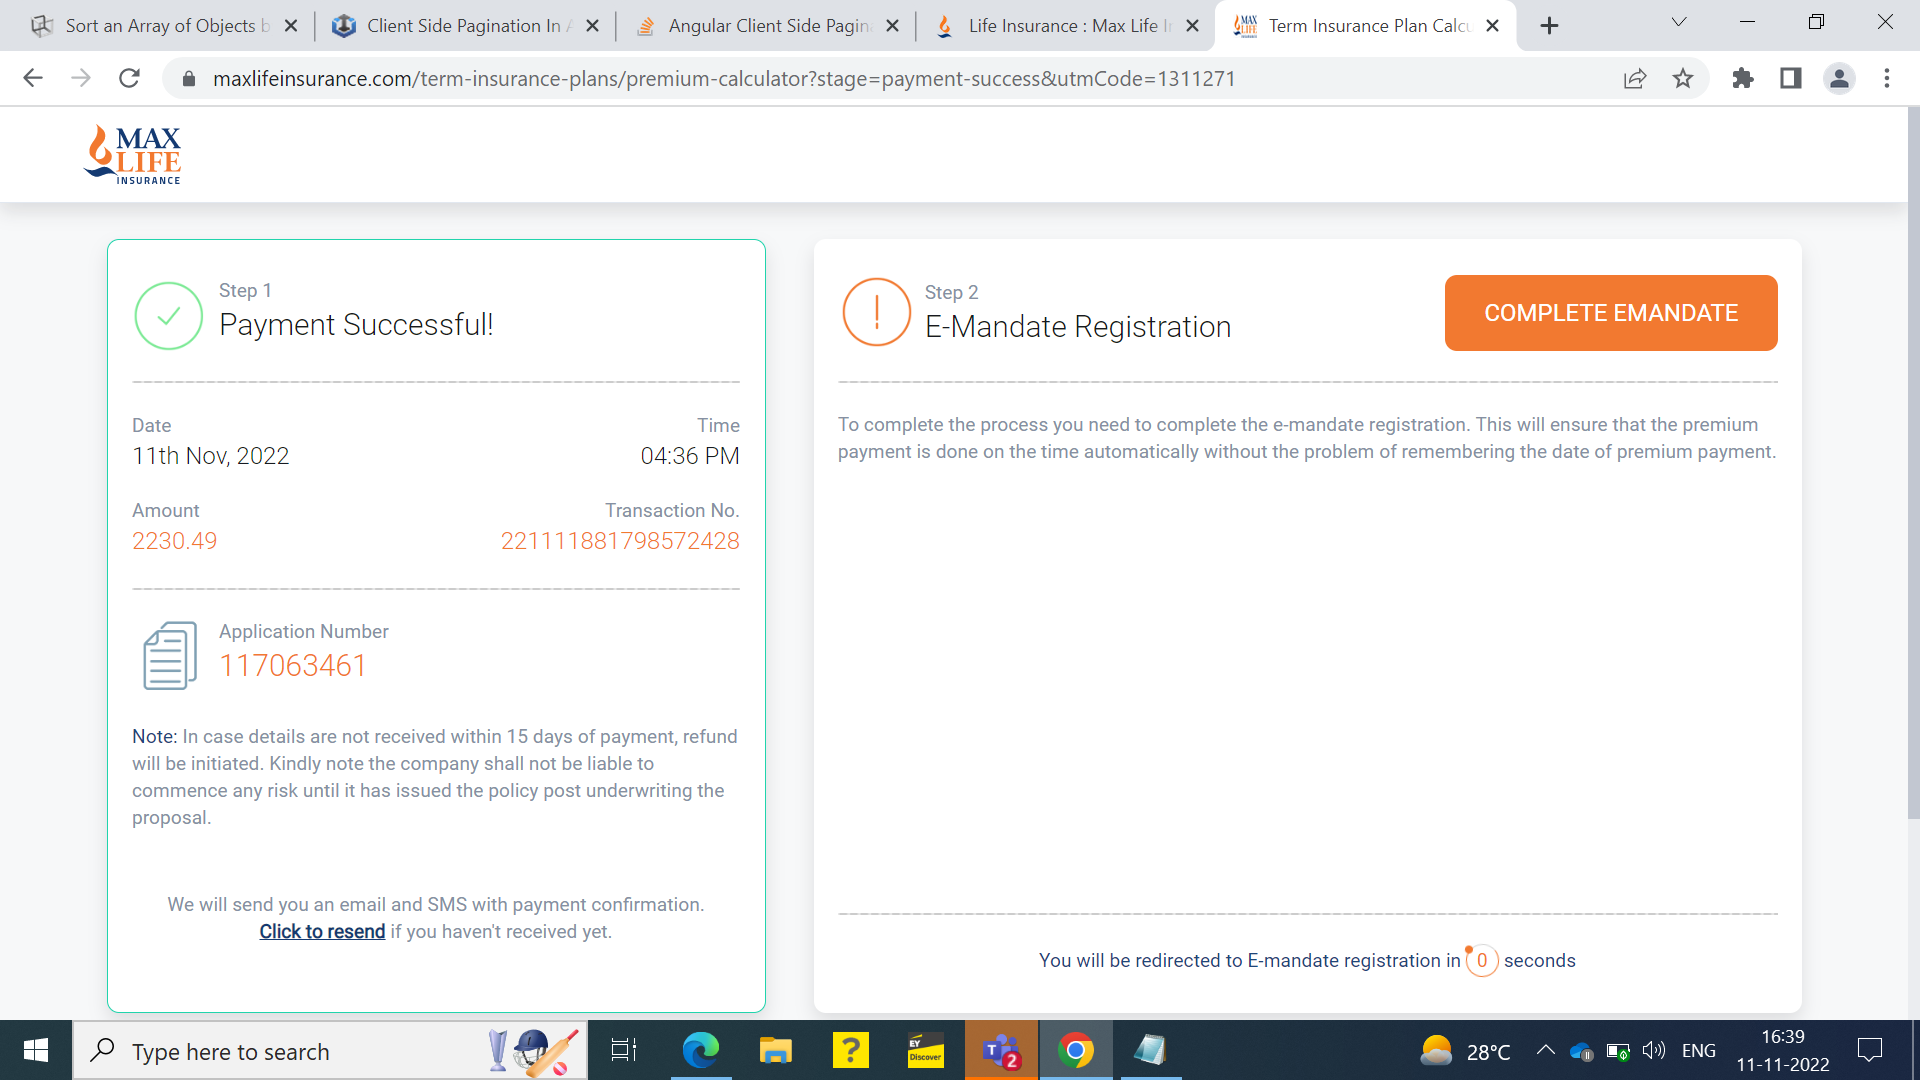 Sort an Array of Objects b
Client Side Pagination In A
Angular Client Side Pagina
Life Insurance : Max Life In
Term Insurance Plan Calcu
maxlifeinsurance.com/term-insurance-plans/premium-calculator?stage=payment-success&utmCode=1311271
MAX
LIFE
INSURANCE
Step 1
Payment Successful!
Date
Time
11th Nov, 2022
04:36 PM
Amount
Transaction No.
2230.49
221111881798572428
Application Number
117063461
Note: In case details are not received within 15 days of payment, refund
will be initiated. Kindly note the company shall not be liable to
commence any risk until it has issued the policy post underwriting the
proposal.
We will send you an email and SMS with payment confirmation.
Click to resend if you haven't received yet.
Step 2
E-Mandate Registration
COMPLETE EMANDATE
To complete the process you need to complete the e-mandate registration. This will ensure that the premium
payment is done on the time automatically without the problem of remembering the date of premium payment.
You will be redirected to E-mandate registration in 0 seconds
Type here to search
EY
Discover
2
28°C
ENG
16:39
11-11-2022